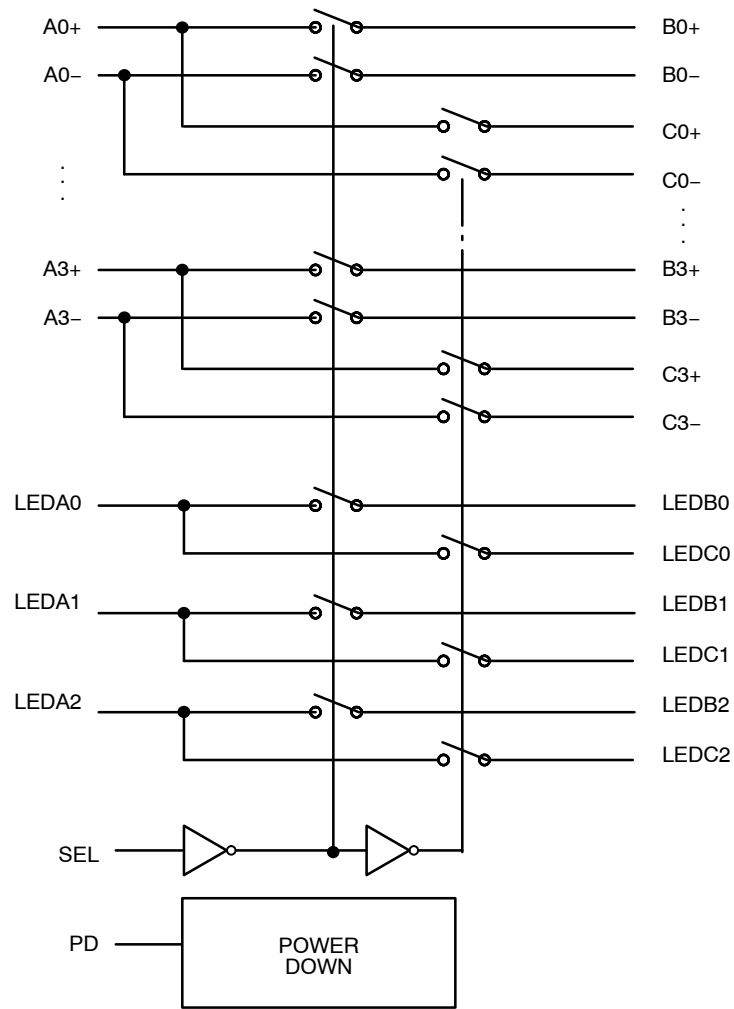 A0+ B0+
A0− B0−
C0+
C0−
A3+ B3+
A3− B3−
C3+
C3−
LEDA0 LEDB0
LEDC0
LEDA1 LEDB1
LEDC1
LEDA2 LEDB2
LEDC2
SEL
PD
POWER
DOWN